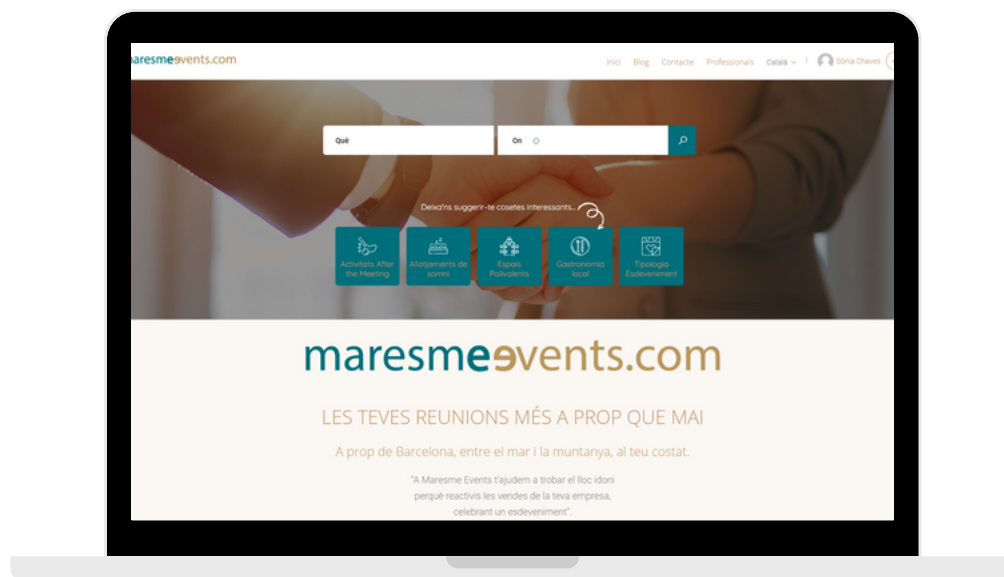 maresmeevents.com
Inici Blog Contacte Professionals Català Sònia Chaves
Què On
Deixa'ns suggerir-te cosetes interessants...
Activitats After
the Meeting
Allotjaments de
somni
Espais
Polivalents
Gastronomia
local
Tipologia
Esdeveniment
maresmeevents.com
LES TEVES REUNIONS MÉS A PROP QUE MAI
A prop de Barcelona, entre el mar i la muntanya, al teu costat.
"A Maresme Events t'ajudem a trobar el lloc idoni
perquè reactivis les vendes de la teva empresa,
celebrant un esdeveniment".